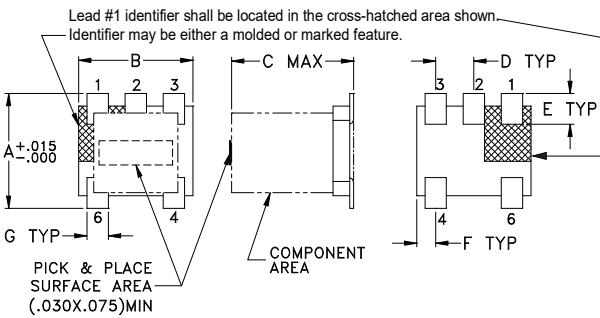 Lead #1 identifier shall be located in the cross-hatched area shown.
Identifier may be either a molded or marked feature.
B
C MAX
D TYP
1 2 3
3 2 1
E TYP
A +.015
-.000
6 4
4 6
G TYP
F TYP
COMPONENT
AREA
PICK & PLACE
SURFACE AREA
(.030X.075)MIN